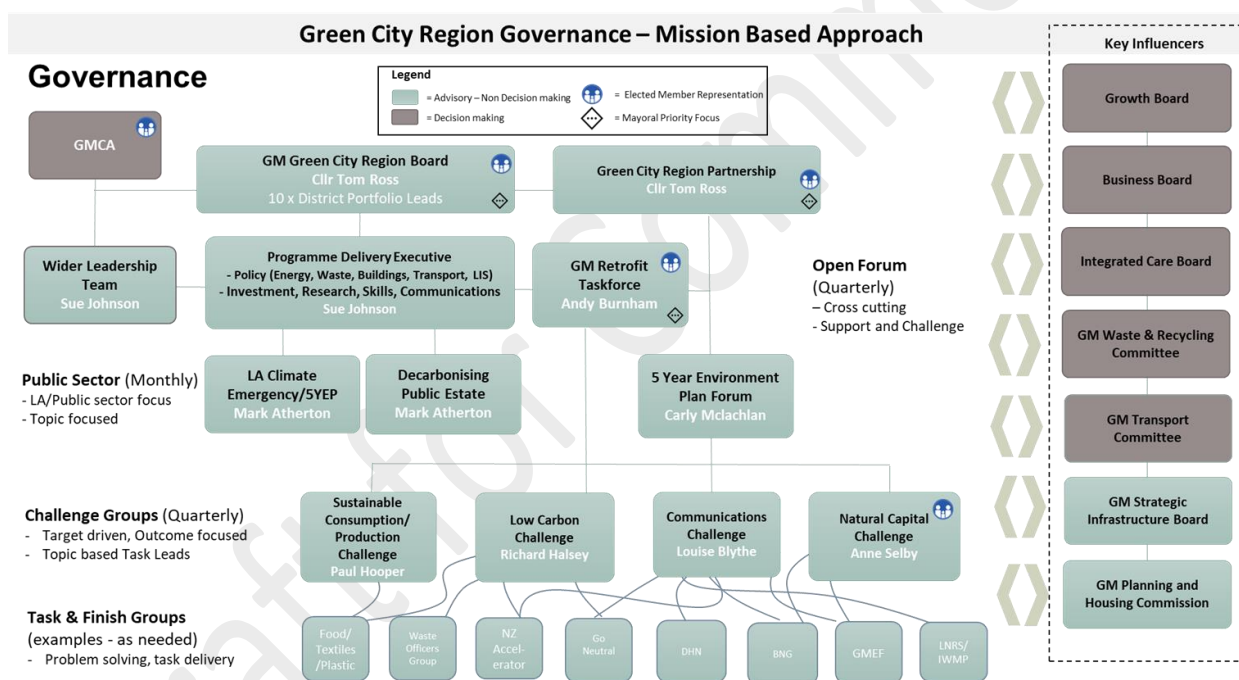 Green City Region Governance – Mission Based Approach
Governance
Legend
= Advisory – Non Decision making
= Elected Member Representation
= Decision making
= Mayoral Priority Focus
Key Influencers
GMCA
GM Green City Region Board
Cllr Tom Ross
10 x District Portfolio Leads
Green City Region Partnership
Cllr Tom Ross
Growth Board
Business Board
Wider Leadership
Team
Sue Johnson
Programme Delivery Executive
- Policy (Energy, Waste, Buildings, Transport, LIS)
- Investment, Research, Skills, Communications
Sue Johnson
GM Retrofit
Taskforce
Andy Burnham
Open Forum
(Quarterly)
– Cross cutting
- Support and Challenge
Integrated Care Board
GM Waste & Recycling
Committee
Public Sector (Monthly)
- LA/Public sector focus
- Topic focused
LA Climate
Emergency/5YEP
Mark Atherton
Decarbonising
Public Estate
Mark Atherton
5 Year Environment
Plan Forum
Carly Mclachlan
GM Transport
Committee
Challenge Groups (Quarterly)
- Target driven, Outcome focused
- Topic based Task Leads
Sustainable
Consumption/
Production
Challenge
Paul Hooper
Low Carbon
Challenge
Richard Halsey
Communications
Challenge
Louise Blythe
Natural Capital
Challenge
Anne Selby
GM Strategic
Infrastructure Board
GM Planning and
Housing Commission
Task & Finish Groups
(examples - as needed)
- Problem solving, task delivery
Food/
Textiles
/Plastic
Waste
Officers
Group
NZ
Accel-
erator
Go
Neutral
DHN
BNG
GMEF
LNRS/
IWMP